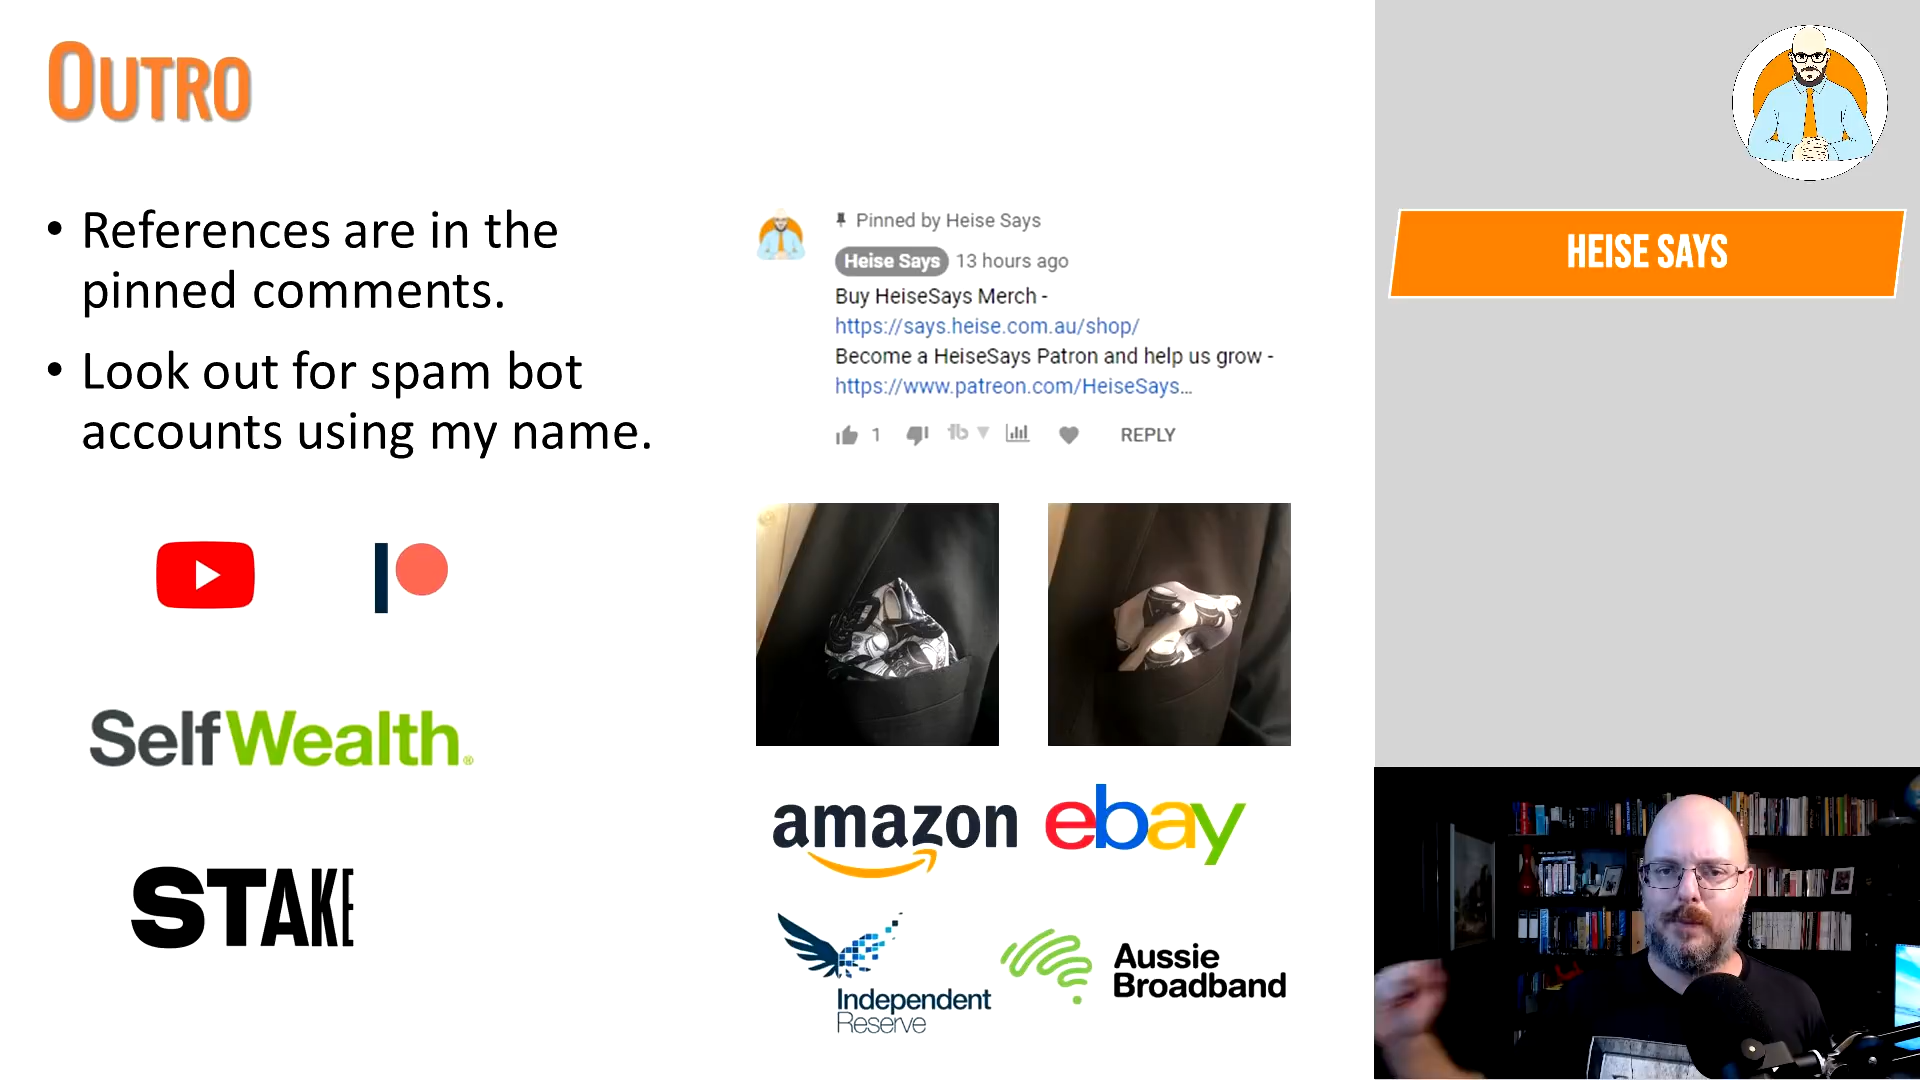 OUTRO
• References are in the
pinned comments.
• Look out for spam bot
accounts using my name.
SelfWealth®
STAKE
Pinned by Heise Says
Heise Says 13 hours ago
Buy HeiseSays Merch -
https://says.heise.com.au/shop/
Become a HeiseSays Patron and help us grow -
https://www.patreon.com/HeiseSays...
1 REPLY
amazon ebay
Independent
Reserve
Aussie
Broadband
HEISE SAYS